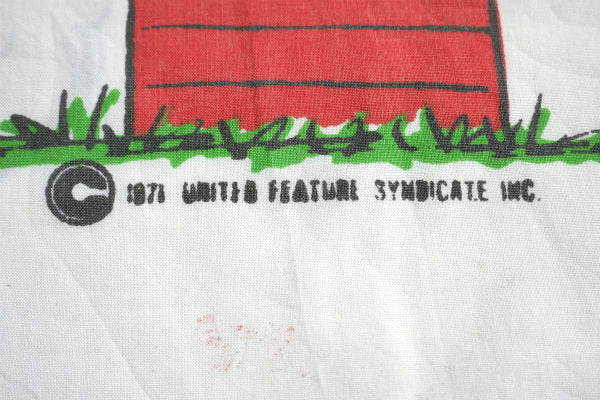 © 1971 UNITED FEATURE SYNDICATE INC.